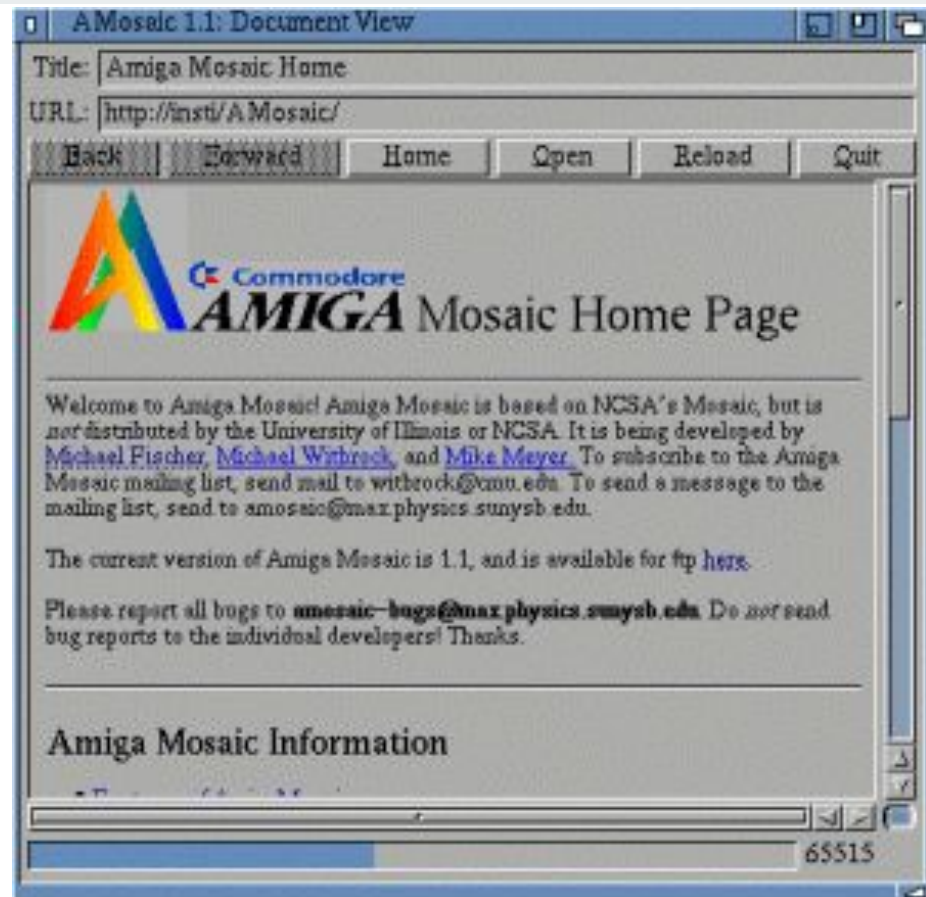 AMosaic 1.1: Document View
Title: Amiga Mosaic Home
URL: http://insti/AMosaic/
Back Forward Home Open Reload Quit
Commodore
AMIGA Mosaic Home Page
Welcome to Amiga Mosaic! Amiga Mosaic is based on NCSA's Mosaic, but is
not distributed by the University of Illinois or NCSA. It is being developed by
Michael Fischer, Michael Witbrock, and Mike Meyer. To subscribe to the Amiga
Mosaic mailing list, send mail to witbrock@cmu.edu. To send a message to the
mailing list, send to amosaic@max.physics.sunysb.edu.
The current version of Amiga Mosaic is 1.1, and is available for ftp here.
Please report all bugs to amosaic-bugs@max.physics.sunysb.edu. Do not send
bug reports to the individual developers! Thanks.
Amiga Mosaic Information
65515